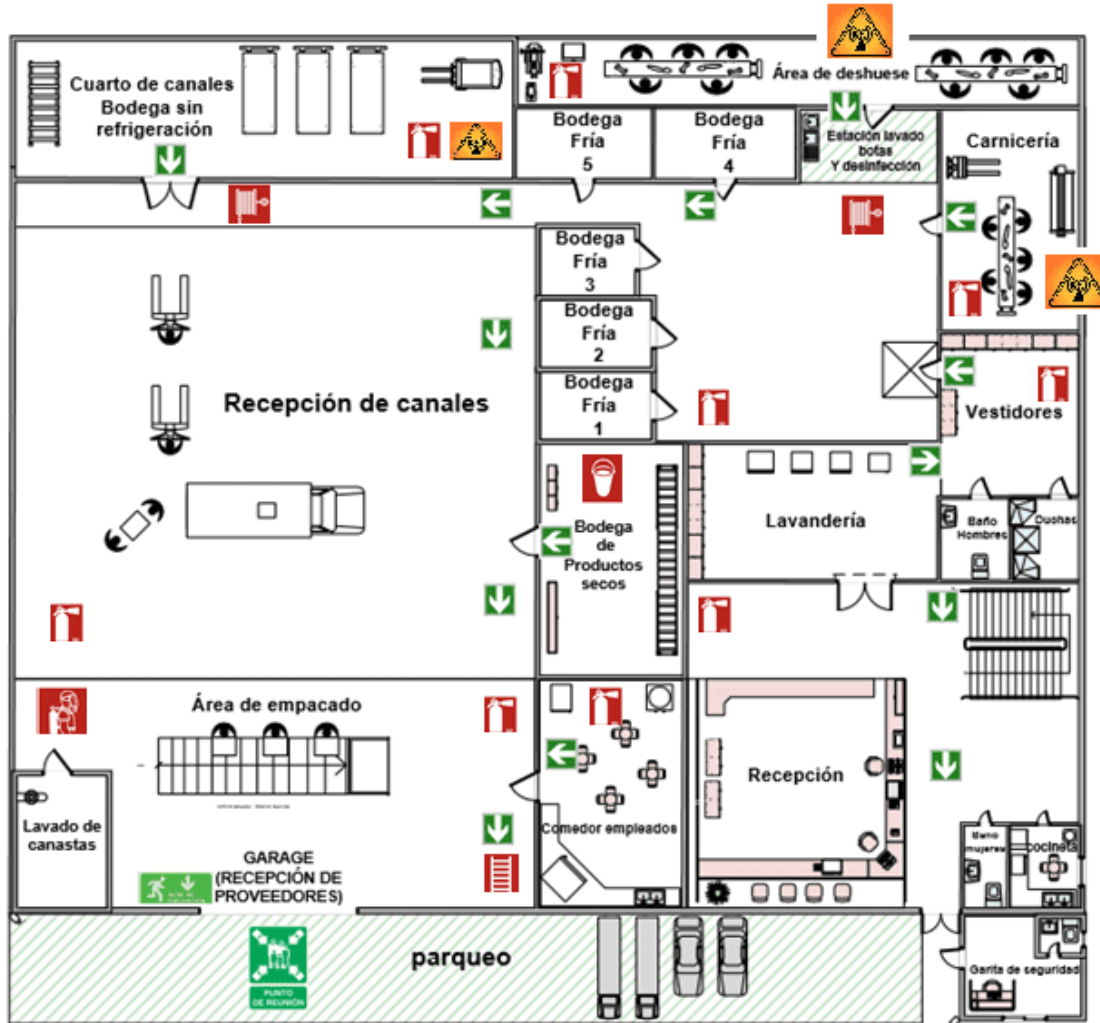 Cuarto de canales
Bodega sin
refrigeración
Área de deshuese
Bodega
Fría
5
Bodega
Fría
4
Estación lavado
botas
Y desinfección
Carnicería
Bodega
Fría
3
Bodega
Fría
2
Bodega
Fría
1
Recepción de canales
Vestidores
Lavandería
Baño
Hombres
Duchas
Bodega
de
Productos
secos
Área de empacado
Recepción
Lavado de
canastas
Comedor empleados
mujeres
cocineta
GARAGE
(RECEPCIÓN DE
PROVEEDORES)
parqueo
PUNTO
DE REUNIÓN
Garita de seguridad